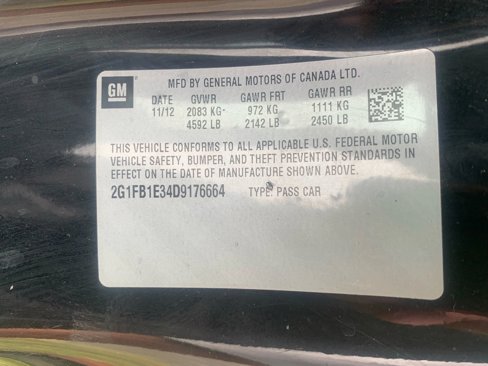 GM
MFD BY GENERAL MOTORS OF CANADA LTD.
DATE GVWR GAWR FRT GAWR RR
11/12 2083 KG 972 KG 1111 KG
4592 LB 2142 LB 2450 LB
THIS VEHICLE CONFORMS TO ALL APPLICABLE U.S. FEDERAL MOTOR
VEHICLE SAFETY, BUMPER, AND THEFT PREVENTION STANDARDS IN
EFFECT ON THE DATE OF MANUFACTURE SHOWN ABOVE.
2G1FB1E34D9176664 TYPE: PASS CAR